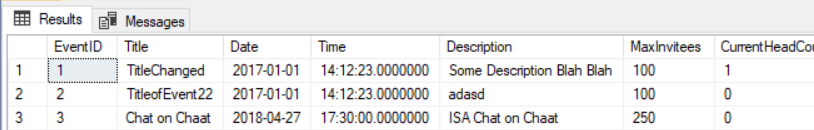 Results Messages
EventID Title Date Time Description MaxInvitees CurrentHeadCou
1 1 TitleChanged 2017-01-01 14:12:23.0000000 Some Description Blah Blah 100 1
2 2 TitleofEvent22 2017-01-01 14:12:23.0000000 adasd 100 0
3 3 Chat on Chaat 2018-04-27 17:30:00.0000000 ISA Chat on Chaat 250 0